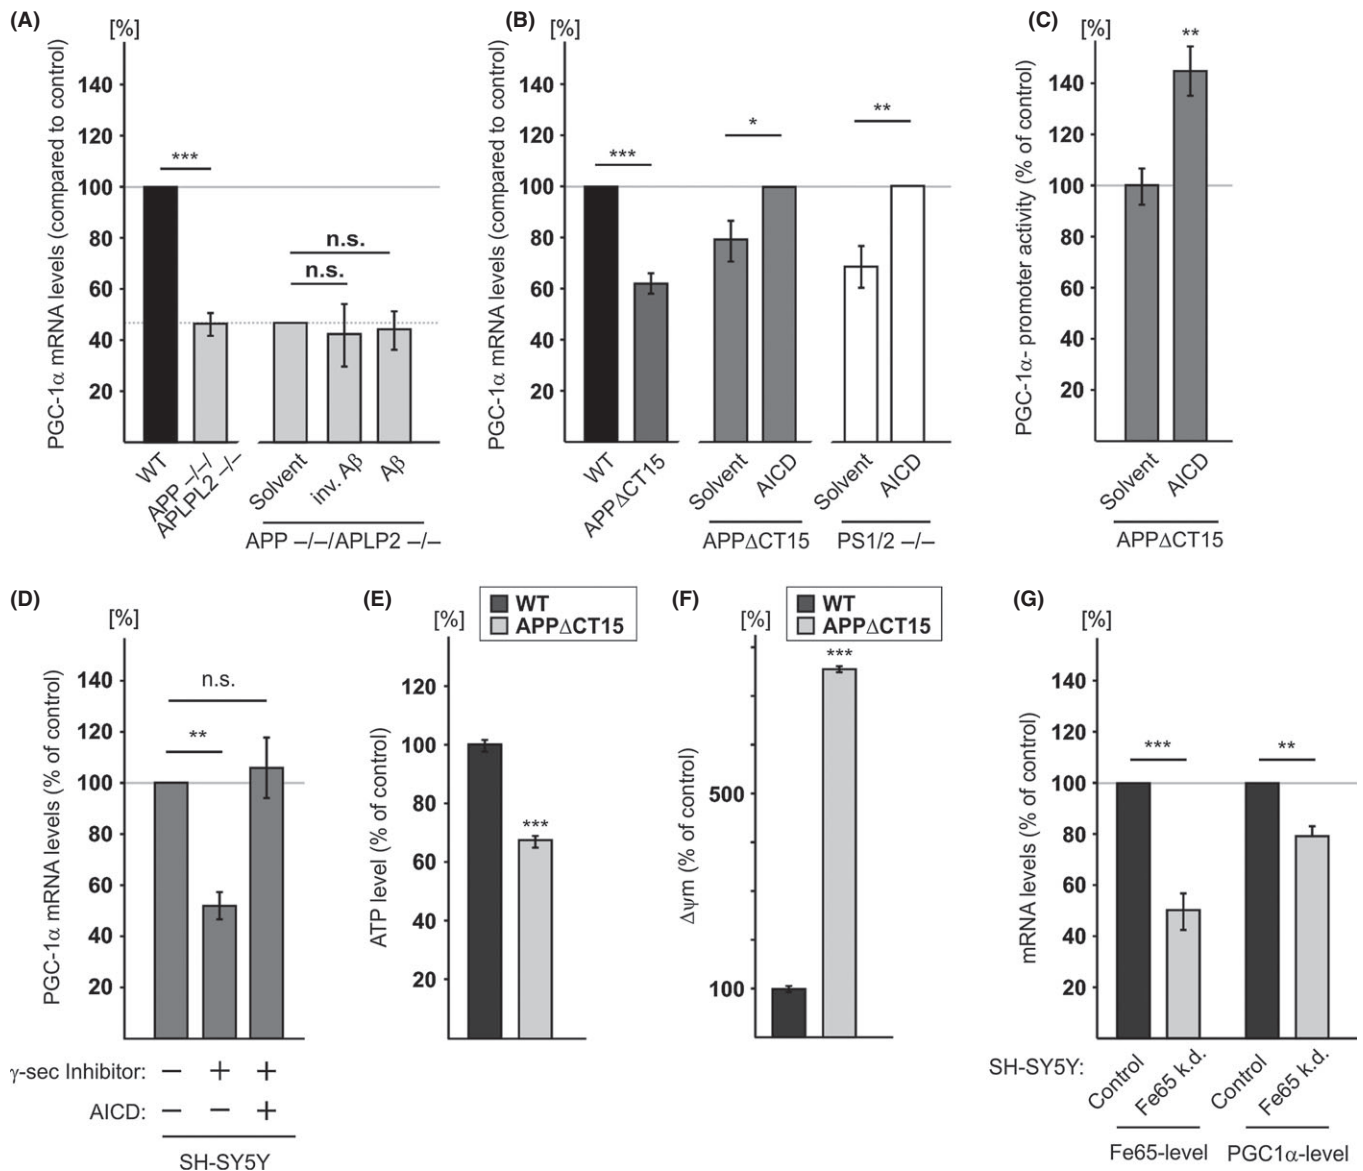 (A)
[%]
PGC-1α mRNA levels (compared to control)
140
120
100
80
60
40
20
***
n.s.
n.s.
WT
APP –/–/
APLPL2 –/–
Solvent
inv. Aβ
Aβ
APP –/–/APLP2 –/–
(B)
[%]
PGC-1α mRNA levels (compared to control)
140
120
100
80
60
40
20
***
*
**
WT
APPΔCT15
Solvent
AICD
Solvent
AICD
APPΔCT15
PS1/2 –/–
(C)
[%]
PGC-1α- promoter activity (% of control)
140
120
100
80
60
40
20
**
Solvent
AICD
APPΔCT15
(D)
[%]
PGC-1α mRNA levels (% of control)
140
120
100
80
60
40
20
n.s.
**
γ-sec Inhibitor: – + +
AICD: – – +
SH-SY5Y
(E)
WT
APPΔCT15
[%]
ATP level (% of control)
120
100
80
60
40
20
***
(F)
WT
APPΔCT15
[%]
Δψm (% of control)
500
100
***
(G)
[%]
mRNA levels (% of control)
140
120
100
80
60
40
20
***
**
SH-SY5Y:
Control
Fe65 k.d.
Control
Fe65 k.d.
Fe65-level
PGC1α-level